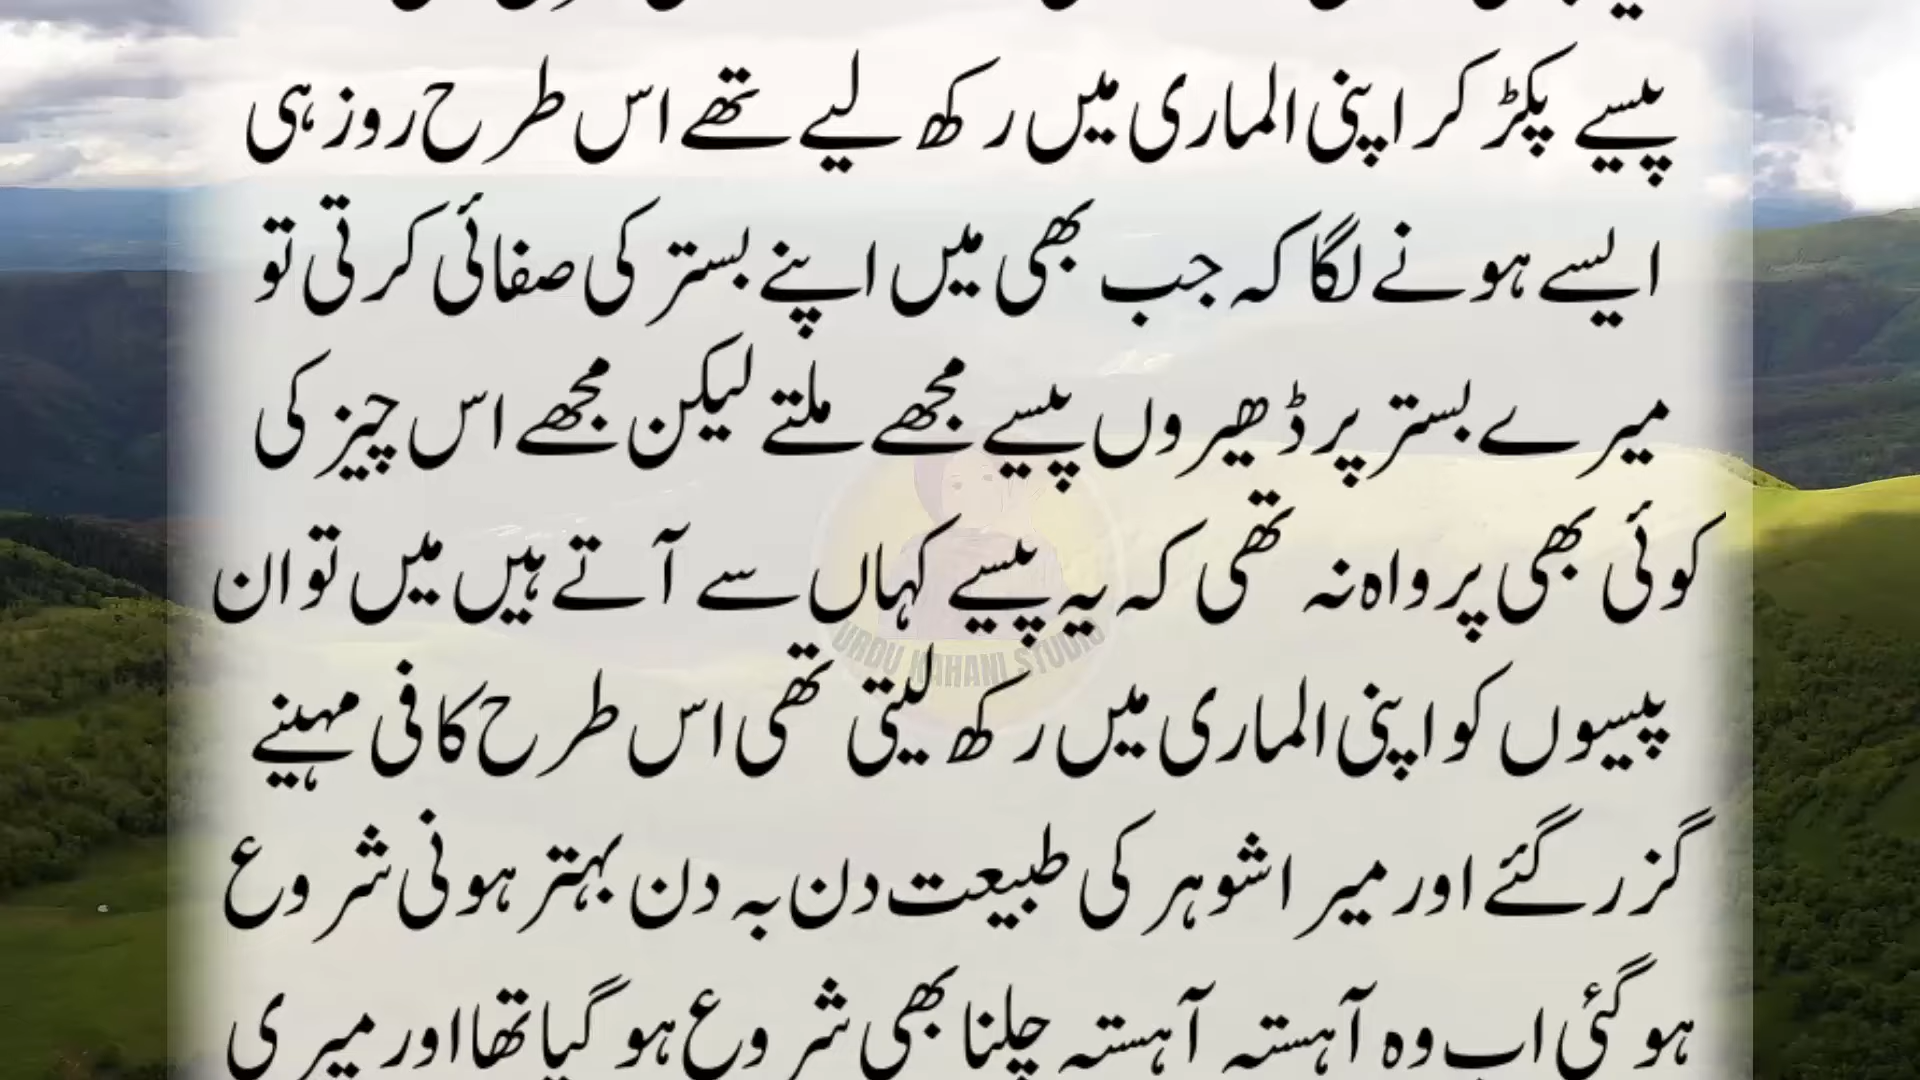 پیسے پکڑ کر اپنی الماری میں رکھ لیے تھے اس طرح روز ہی
ایسے ہونے لگا کہ جب بھی میں اپنے بستر کی صفائی کرتی تو
میرے بستر پر ڈھیروں پیسے مجھے ملتے لیکن مجھے اس چیز کی
کوئی بھی پرواہ نہ تھی کہ یہ پیسے کہاں سے آتے ہیں میں تو ان
پیسوں کو اپنی الماری میں رکھ لیتی تھی اس طرح کافی مہینے
گزر گئے اور میرا شوہر کی طبیعت دن بہ دن بہتر ہونی شروع
ہو گئی اب وہ آہستہ آہستہ چلنا بھی شروع ہو گیا تھا اور میری
URDU KAHANI STUDIO